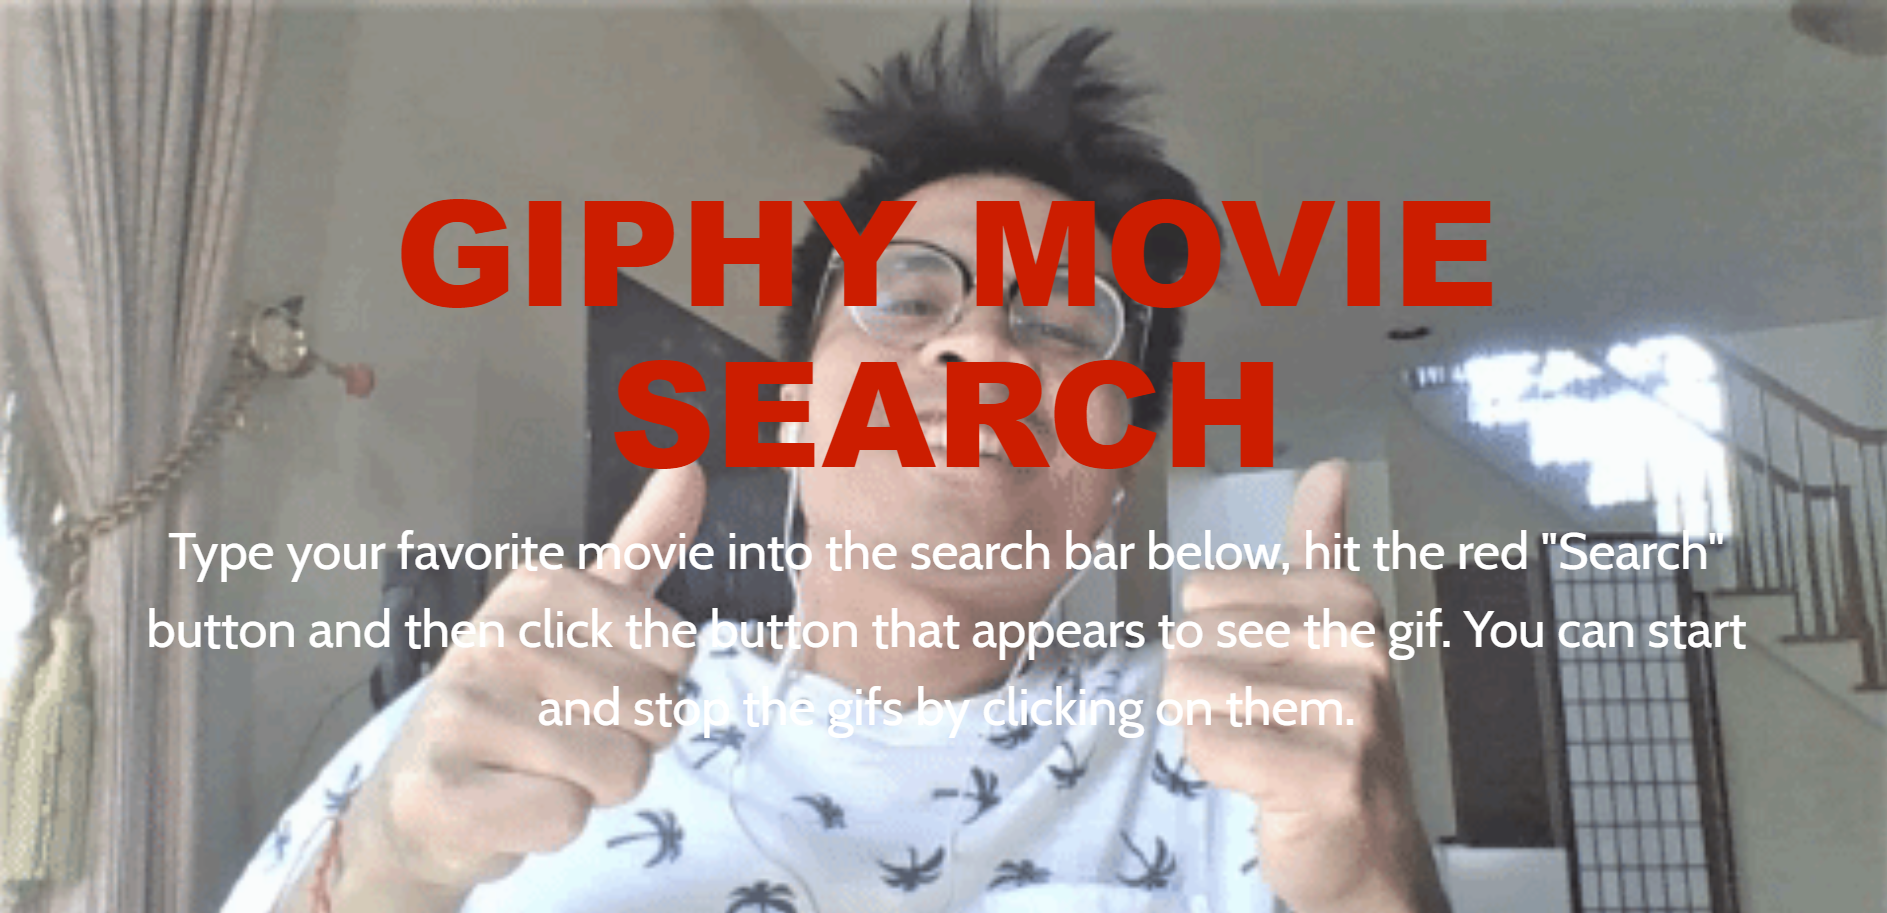 GIPHY MOVIE
SEARCH
Type your favorite movie into the search bar below, hit the red "Search"
button and then click the button that appears to see the gif. You can start
and stop the gifs by clicking on them.